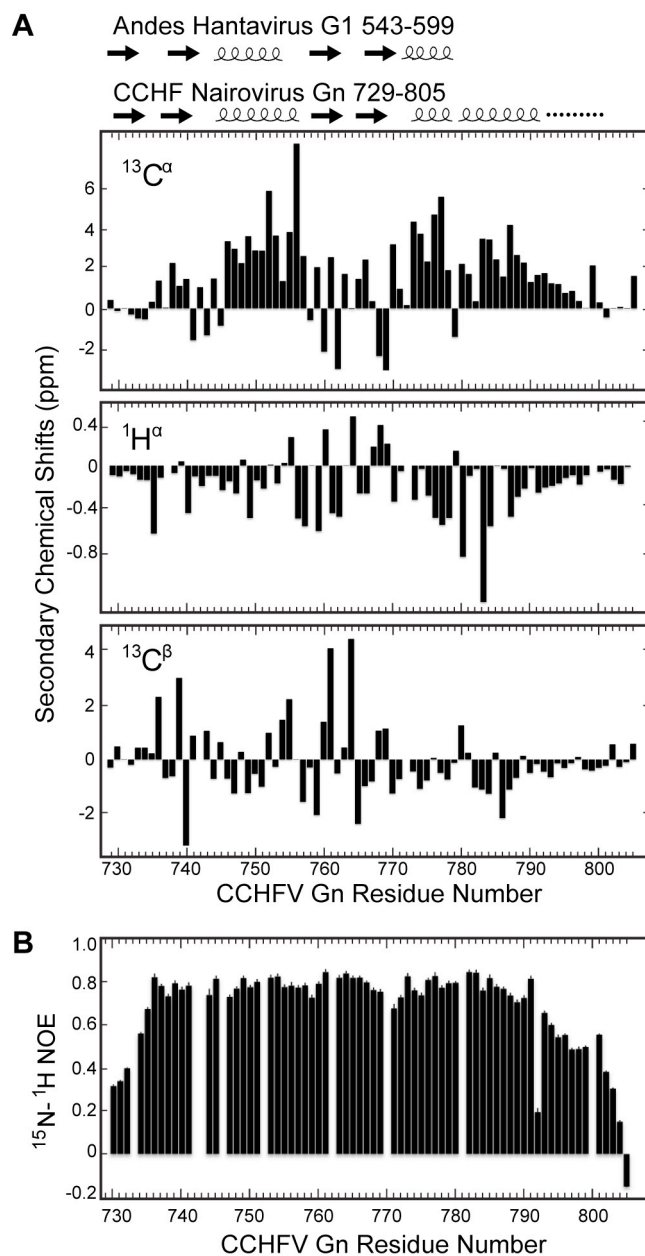 A
Andes Hantavirus G1 543-599
CCHF Nairovirus Gn 729-805
Secondary Chemical Shifts (ppm)
¹³Cᵅ
6
4
2
0
-2
¹Hᵅ
0.4
0
-0.4
-0.8
¹³Cᵝ
4
2
0
-2
730 740 750 760 770 780 790 800
CCHFV Gn Residue Number
B
¹⁵N-¹H NOE
1.0
0.8
0.6
0.4
0.2
0
-0.2
730 740 750 760 770 780 790 800
CCHFV Gn Residue Number